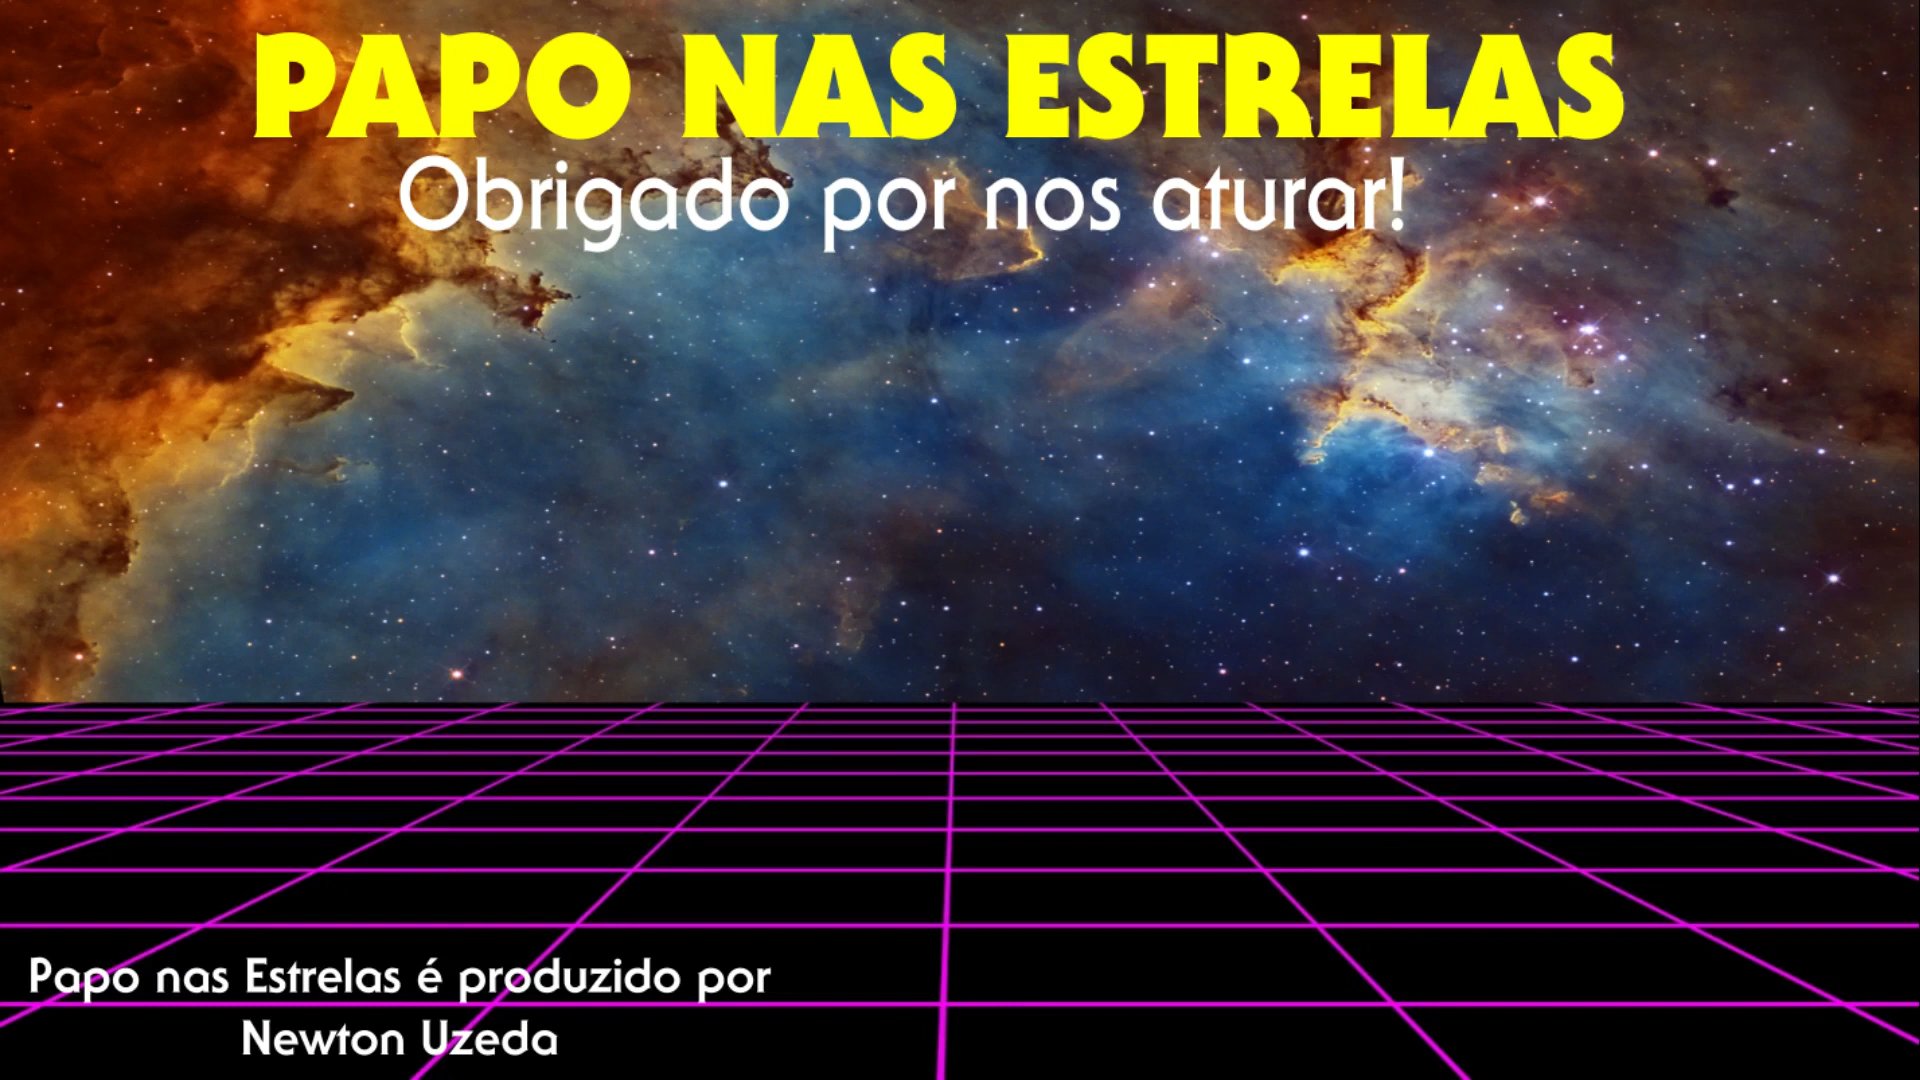 PAPO NAS ESTRELAS
Obrigado por nos aturar!
Papo nas Estrelas é produzido por
Newton Uzeda